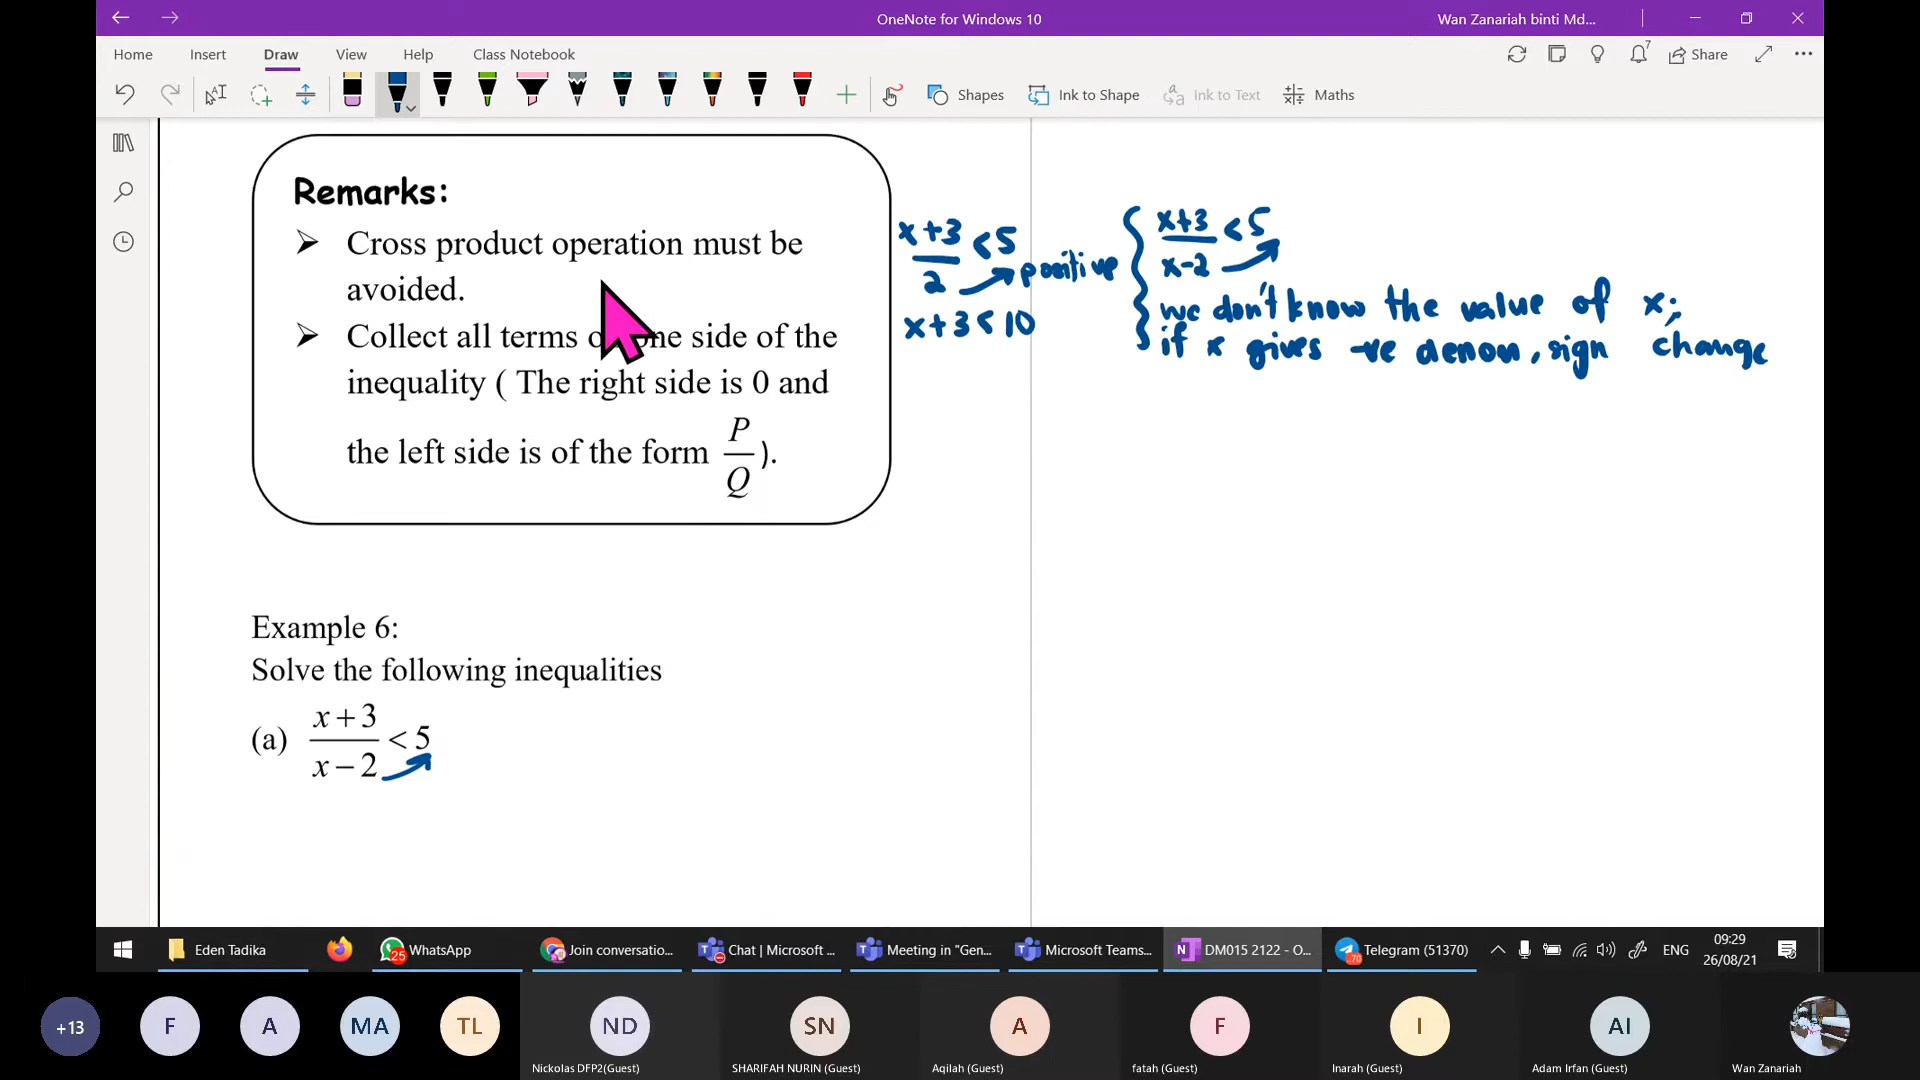 OneNote for Windows 10
Wan Zanariah binti Md...
Home Insert Draw View Help Class Notebook
7
Share
Shapes Ink to Shape Ink to Text Maths
Remarks:
➢ Cross product operation must be
avoided.
➢ Collect all terms o one side of the
inequality ( The right side is 0 and
the left side is of the form P/Q ).
x+3/2 < 5
positive
x+3 < 10
x+3/x-2 < 5
we don't know the value of x;
if x gives -ve denom, sign change
Example 6:
Solve the following inequalities
(a) x+3/x−2 < 5
Eden Tadika
25
WhatsApp
Join conversatio...
Chat | Microsoft ...
Meeting in "Gen...
Microsoft Teams...
DM015 2122 - O...
70
Telegram (51370)
ENG
09:29
26/08/21
+13
F
A
MA
TL
ND
SN
A
F
I
AI
Nickolas DFP2(Guest)
SHARIFAH NURIN (Guest)
Aqilah (Guest)
fatah (Guest)
Inarah (Guest)
Adam Irfan (Guest)
Wan Zanariah